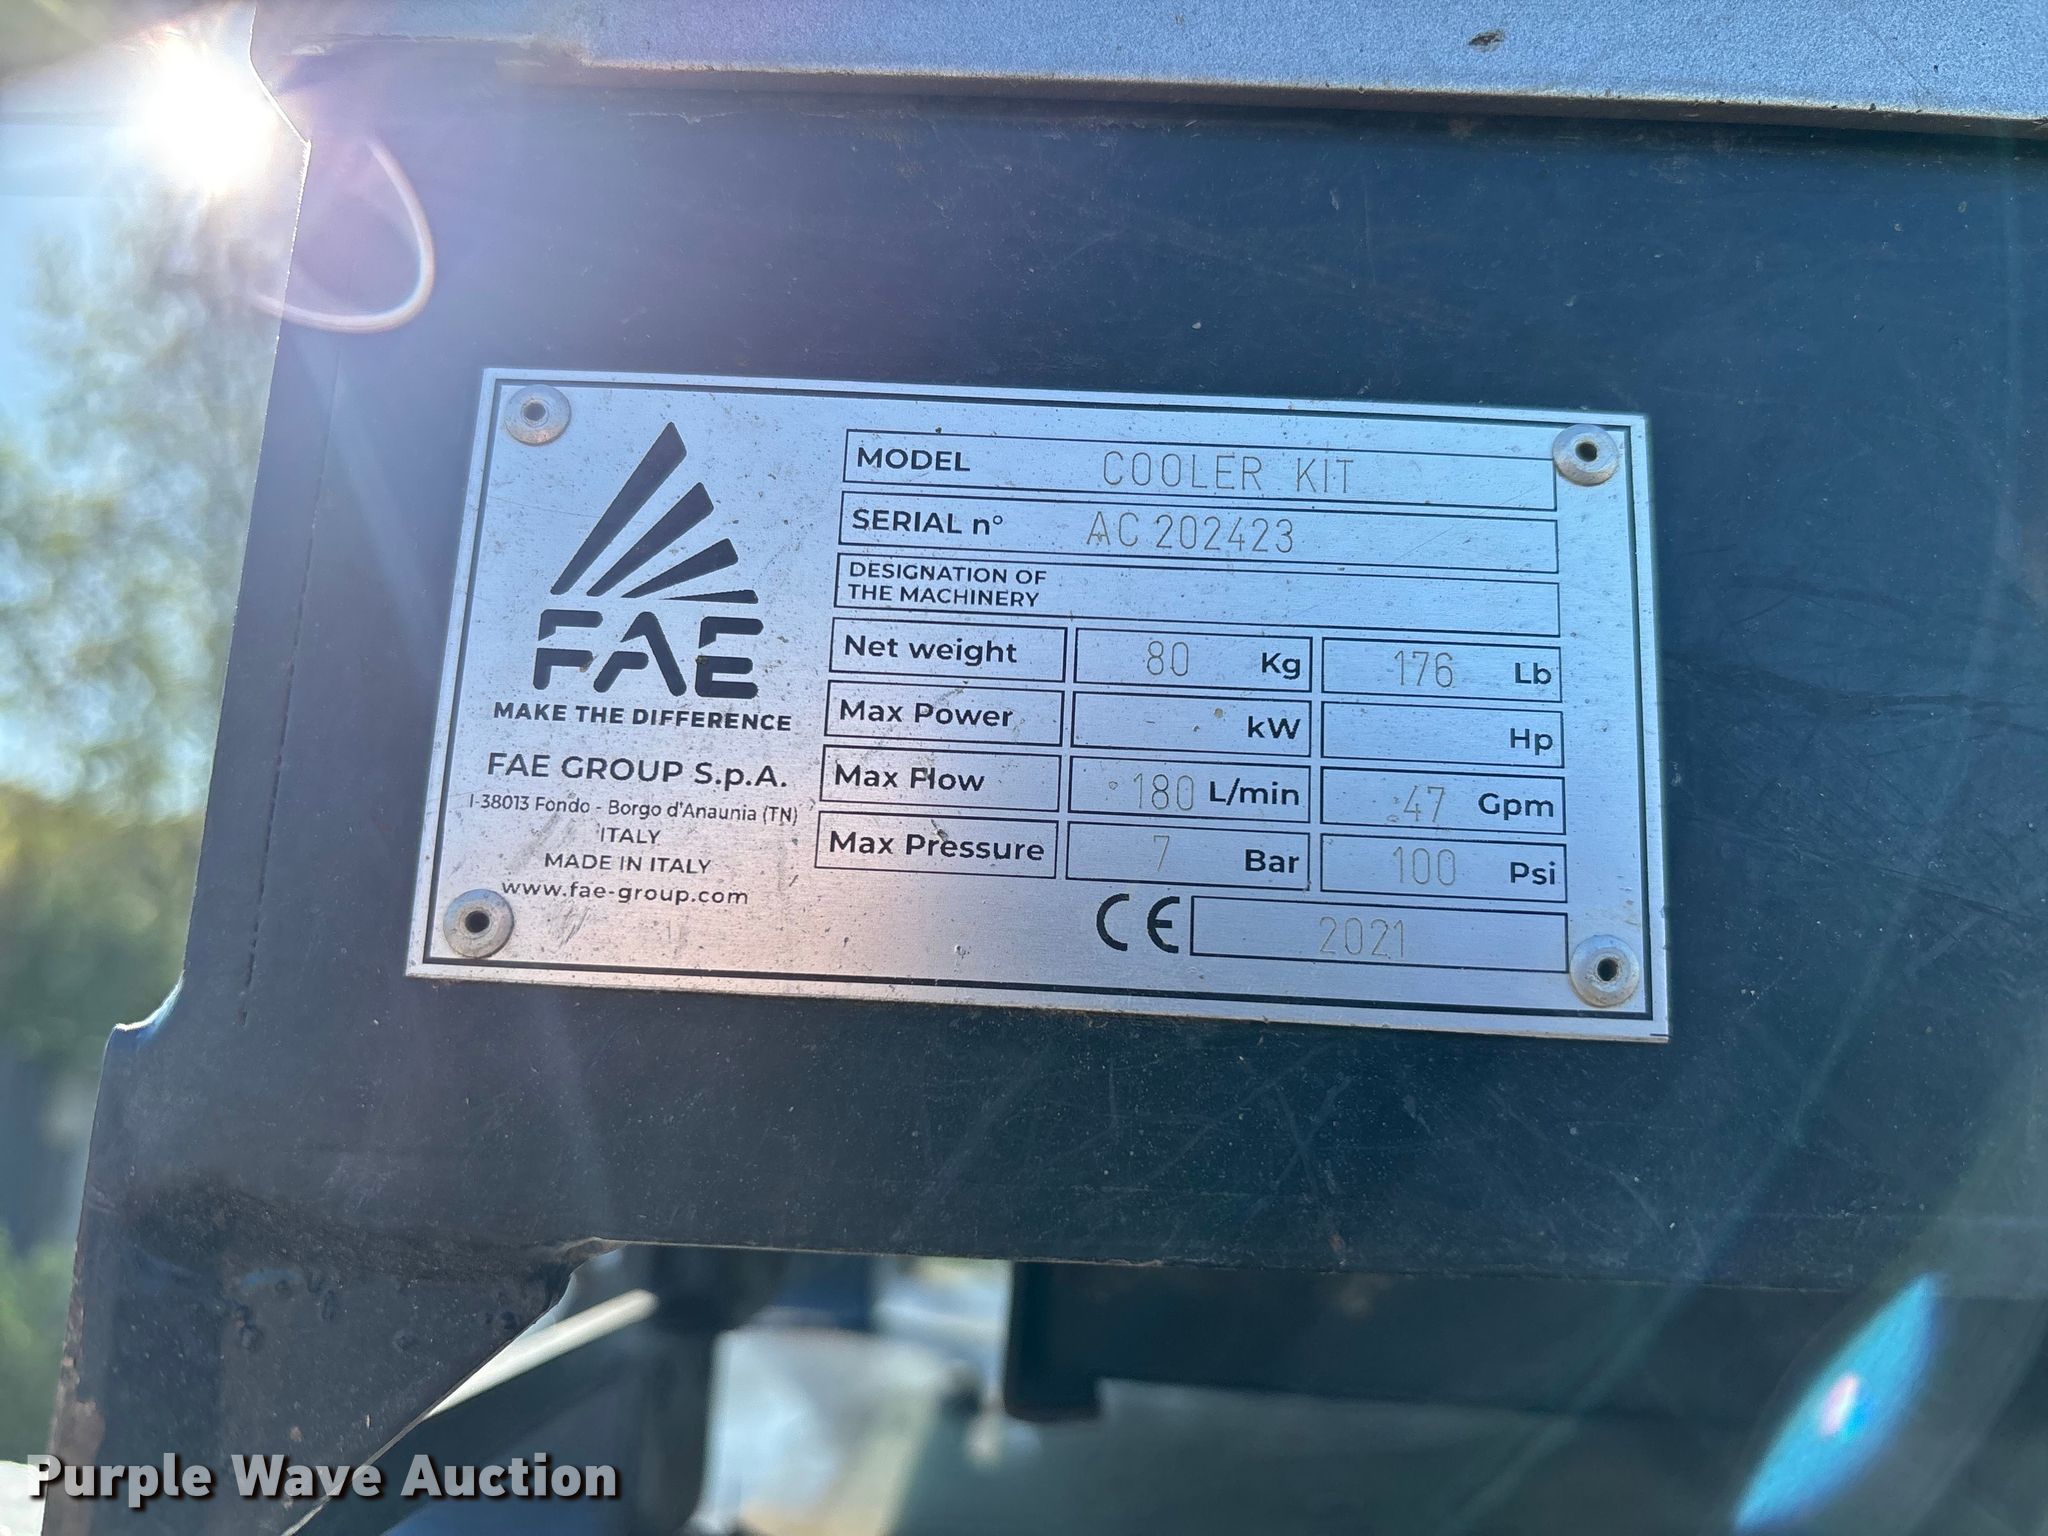 MODEL COOLER KIT
SERIAL n° AC 202423
DESIGNATION OF
THE MACHINERY
Net weight 80 Kg 176 Lb
Max Power kW Hp
Max Flow 180 L/min 47 Gpm
Max Pressure 7 Bar 100 Psi
CE 2021
FAE
MAKE THE DIFFERENCE
FAE GROUP S.p.A.
I-38013 Fondo - Borgo d'Anaunia (TN)
ITALY
MADE IN ITALY
www.fae-group.com
Purple Wave Auction